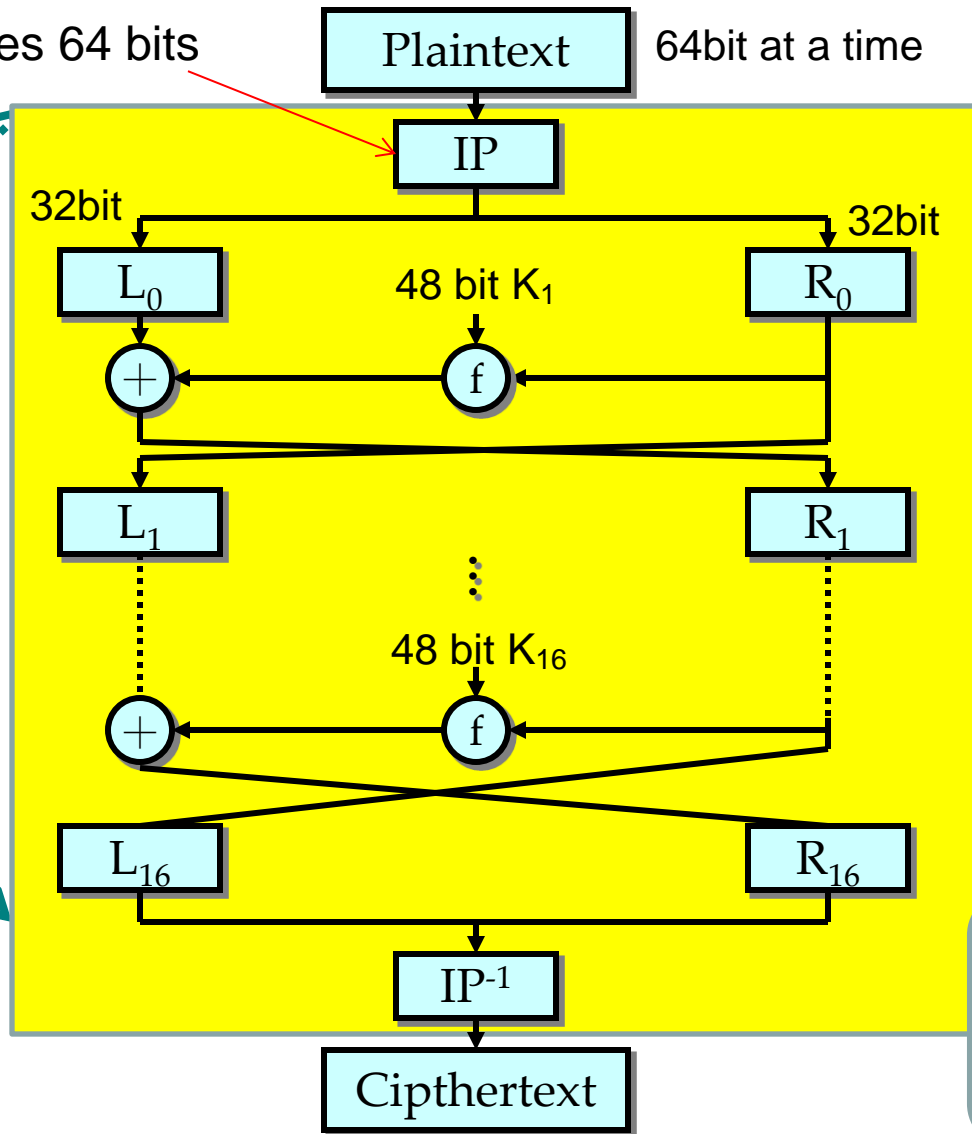 es 64 bits
Plaintext
64bit at a time
IP
32bit
32bit
L₀
48 bit K₁
R₀
+
f
L₁
R₁
48 bit K₁₆
+
f
L₁₆
R₁₆
IP⁻¹
Cipthertext